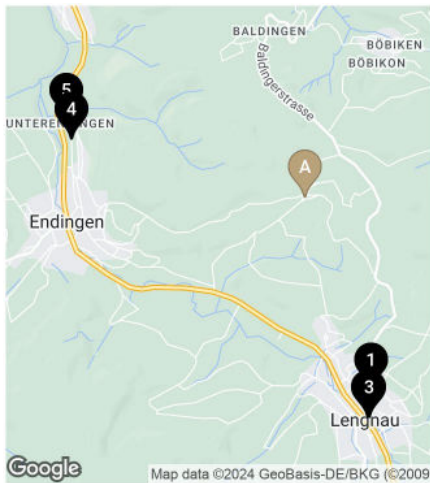 BALDINGEN
BÖBIKEN
BÖBIKON
Baldingerstrasse
5
4
UNTERENDINGEN
A
Endingen
1
3
Lengnau
Google
Map data ©2024 GeoBasis-DE/BKG (©2009